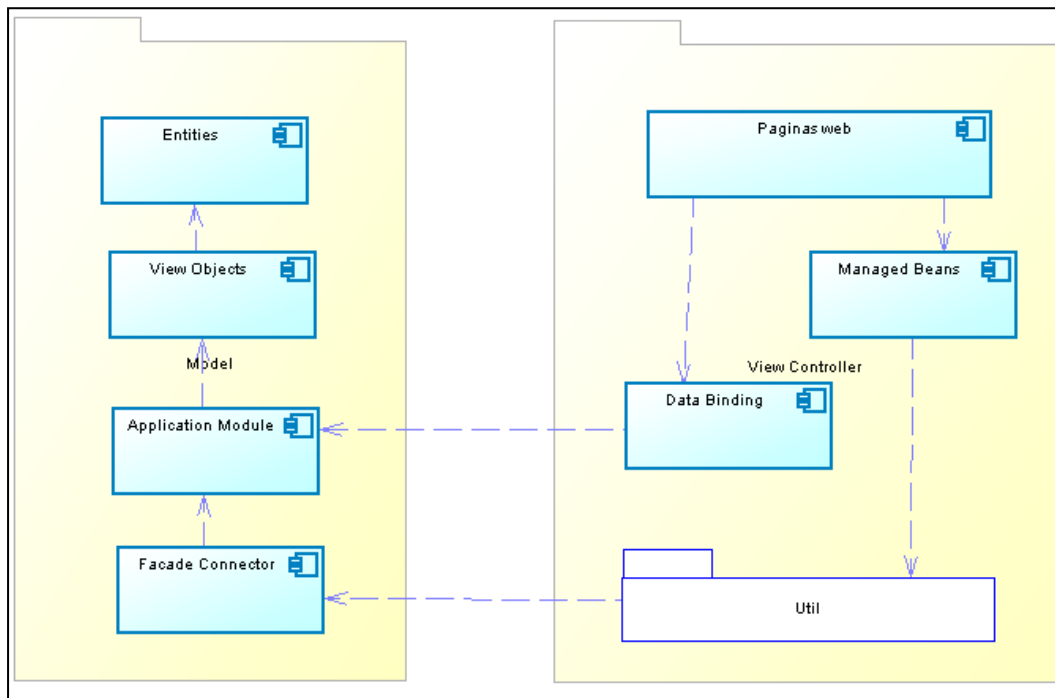 Entities
View Objects
Model
Application Module
Facade Connector
Paginas web
Managed Beans
View Controller
Data Binding
Util